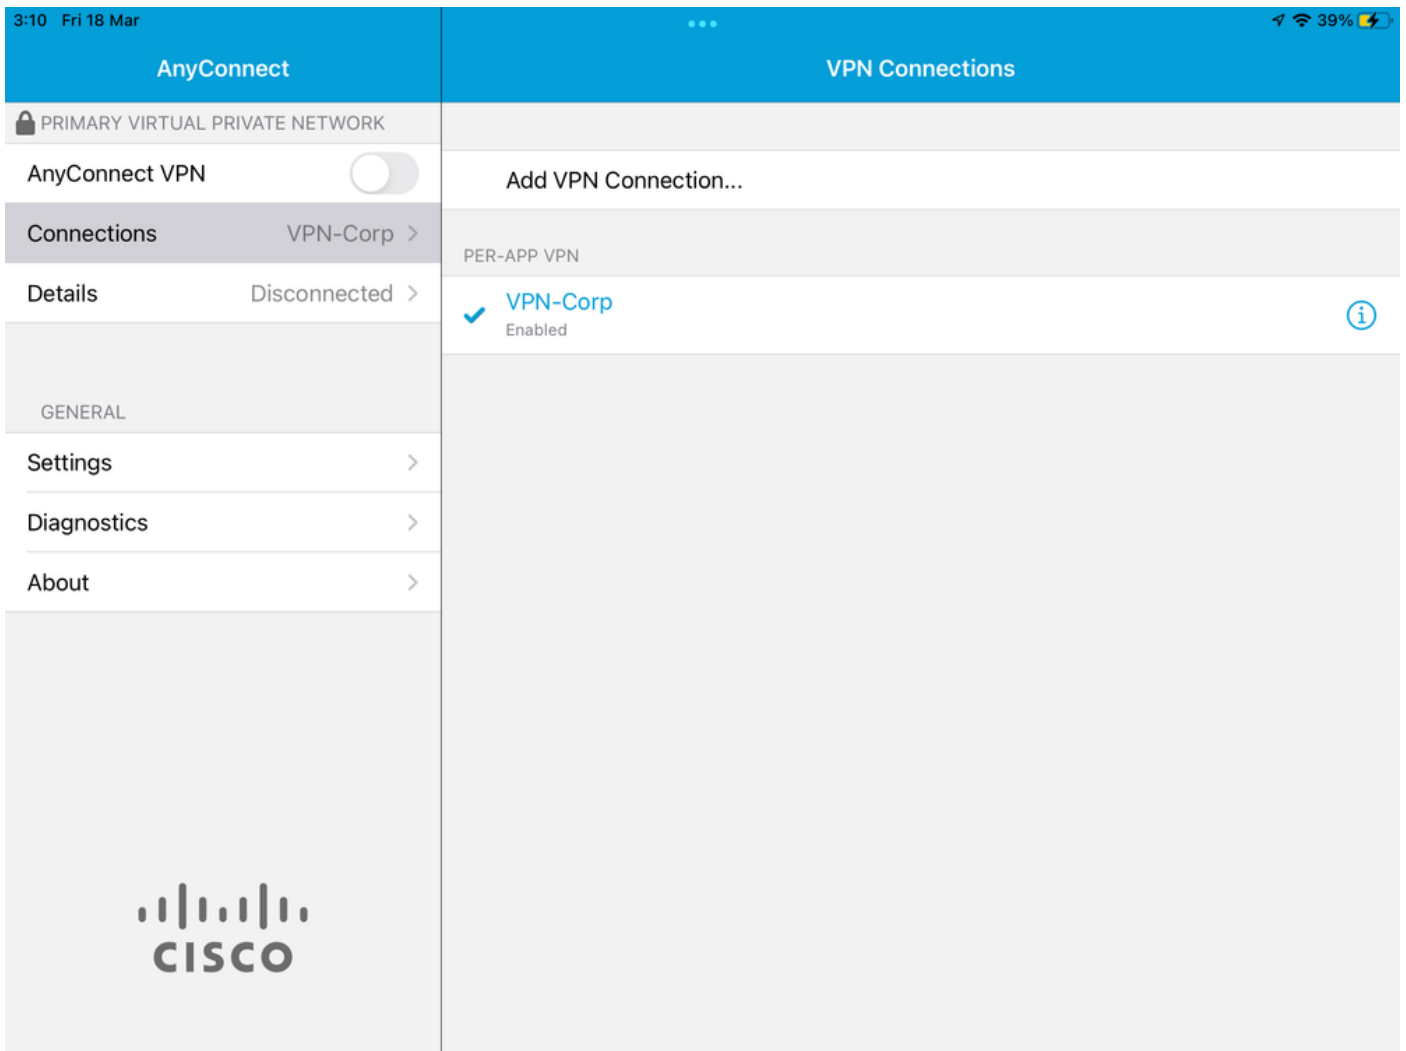 3:10 Fri 18 Mar
39%
AnyConnect
VPN Connections
PRIMARY VIRTUAL PRIVATE NETWORK
AnyConnect VPN
Connections VPN-Corp
Details Disconnected
GENERAL
Settings
Diagnostics
About
CISCO
Add VPN Connection...
PER-APP VPN
VPN-Corp
Enabled